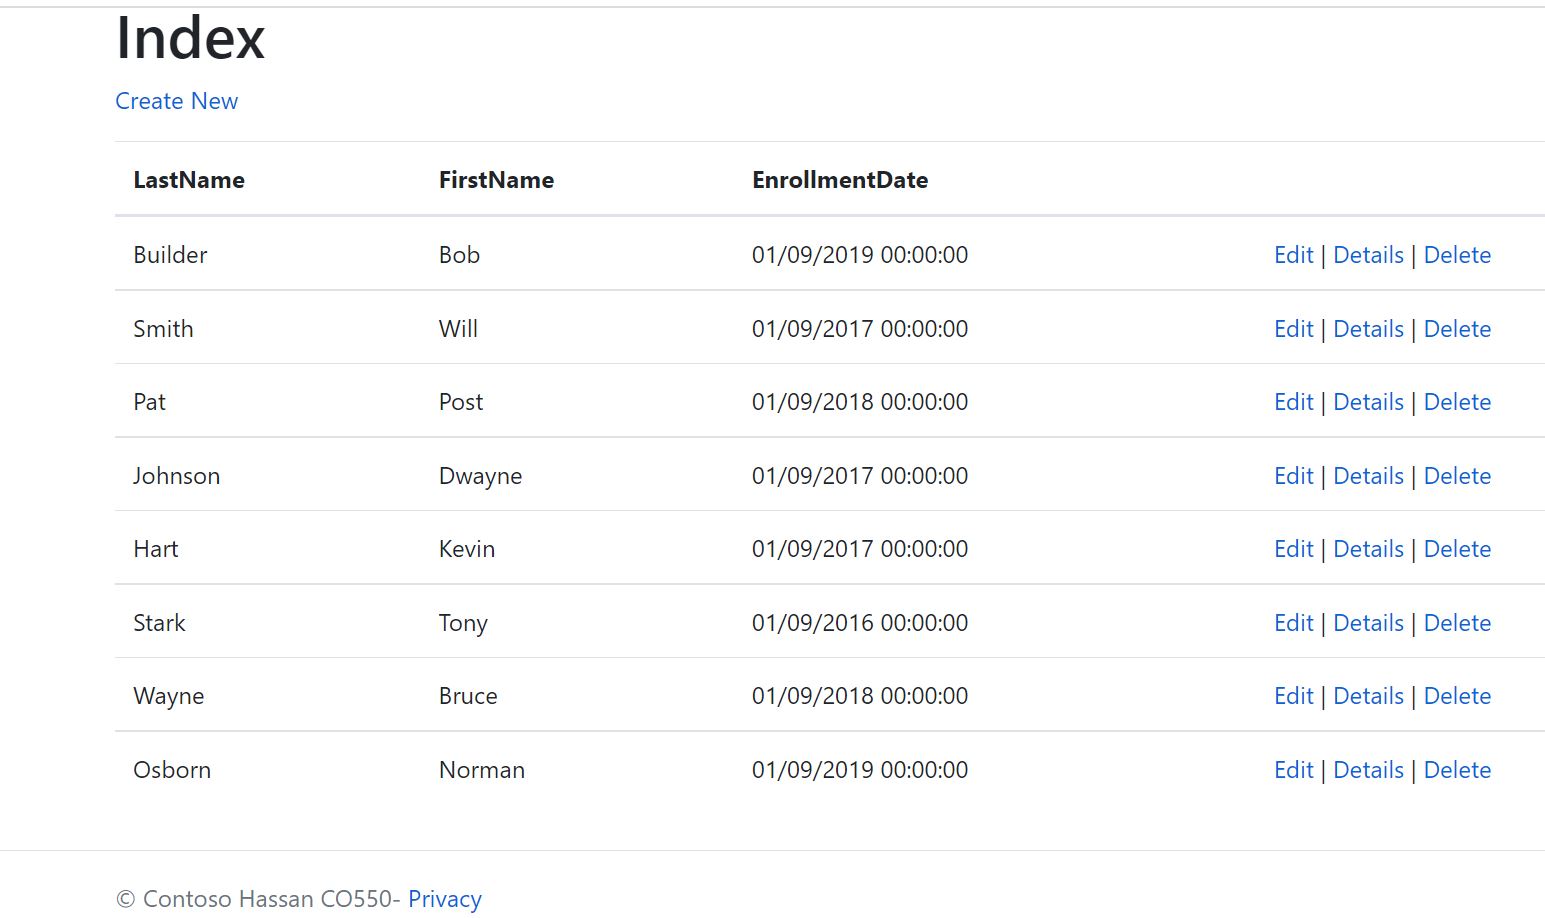 Index
Create New
LastName FirstName EnrollmentDate
Builder Bob 01/09/2019 00:00:00 Edit | Details | Delete
Smith Will 01/09/2017 00:00:00 Edit | Details | Delete
Pat Post 01/09/2018 00:00:00 Edit | Details | Delete
Johnson Dwayne 01/09/2017 00:00:00 Edit | Details | Delete
Hart Kevin 01/09/2017 00:00:00 Edit | Details | Delete
Stark Tony 01/09/2016 00:00:00 Edit | Details | Delete
Wayne Bruce 01/09/2018 00:00:00 Edit | Details | Delete
Osborn Norman 01/09/2019 00:00:00 Edit | Details | Delete
© Contoso Hassan CO550- Privacy